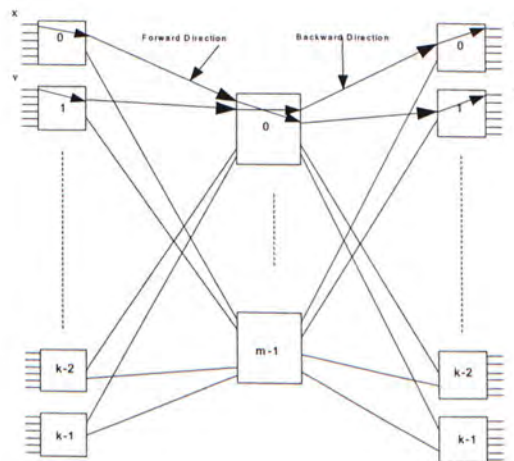 X
Forward Direction
Backward Direction
0
0
Y
1
0
1
m-1
k-2
k-2
k-1
k-1